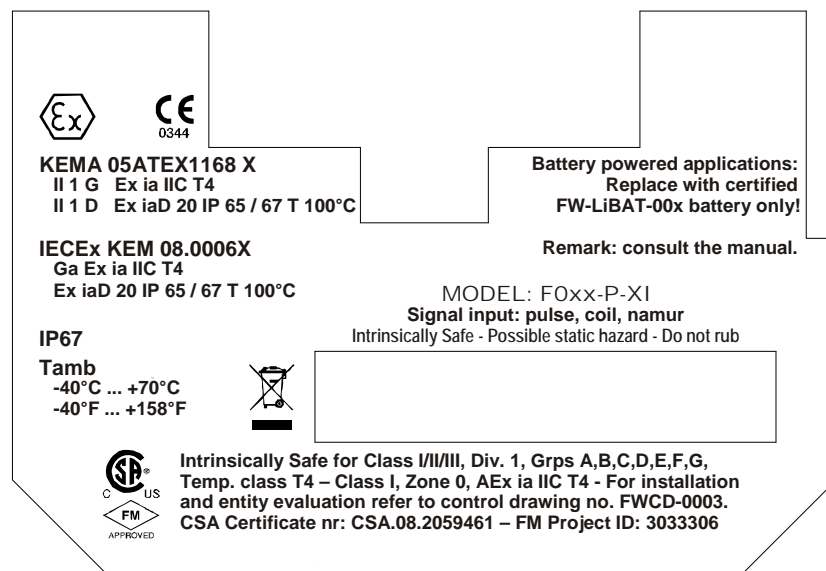 Ex
CE
0344
KEMA 05ATEX1168 X
II 1 G Ex ia IIC T4
II 1 D Ex iaD 20 IP 65 / 67 T 100°C
Battery powered applications:
Replace with certified
FW-LiBAT-00x battery only!
IECEx KEM 08.0006X
Ga Ex ia IIC T4
Ex iaD 20 IP 65 / 67 T 100°C
Remark: consult the manual.
MODEL: F0xx-P-XI
Signal input: pulse, coil, namur
Intrinsically Safe - Possible static hazard - Do not rub
IP67
Tamb
-40°C ... +70°C
-40°F ... +158°F
CSA ®
C US
FM
APPROVED
Intrinsically Safe for Class I/II/III, Div. 1, Grps A,B,C,D,E,F,G,
Temp. class T4 – Class I, Zone 0, AEx ia IIC T4 - For installation
and entity evaluation refer to control drawing no. FWCD-0003.
CSA Certificate nr: CSA.08.2059461 – FM Project ID: 3033306